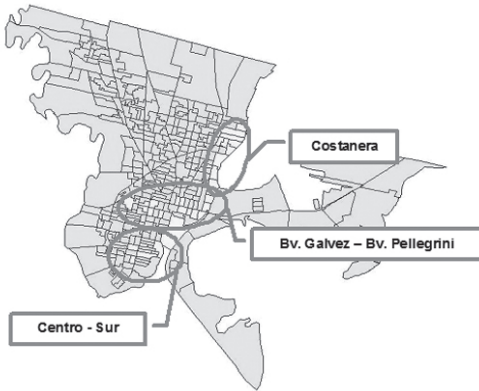 Costanera
Bv. Galvez – Bv. Pellegrini
Centro - Sur